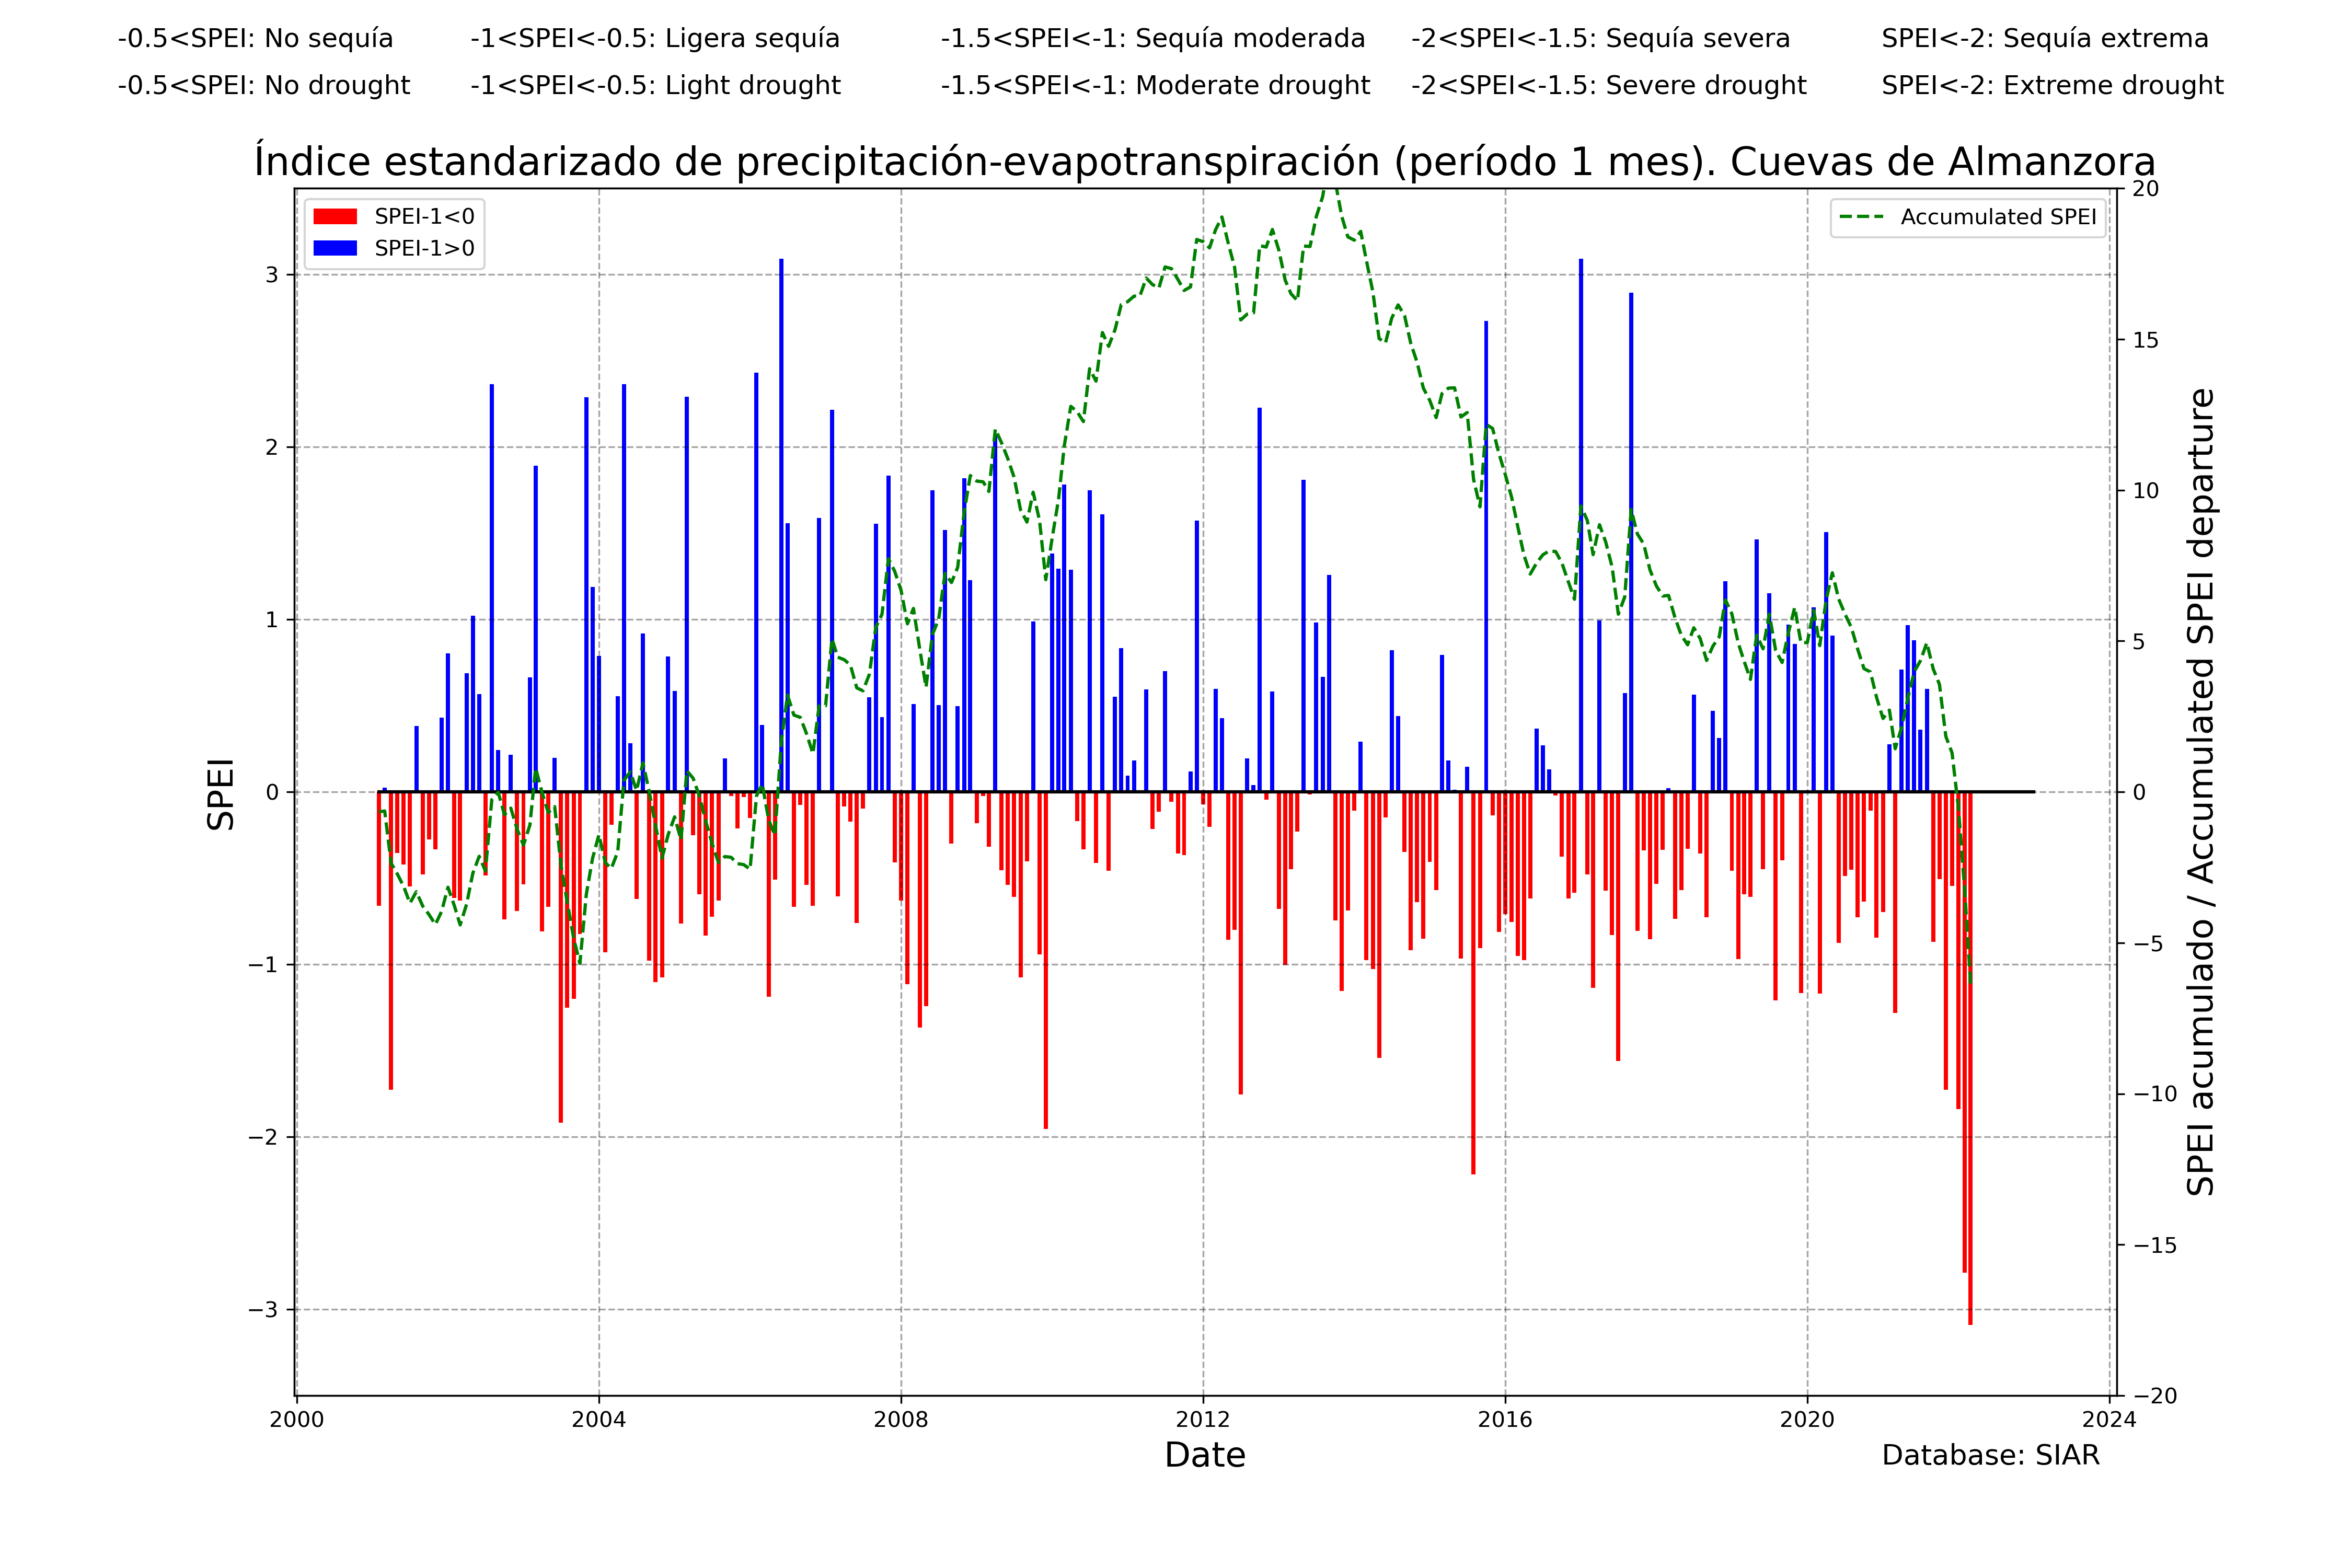 -0.5<SPEI: No sequía -1<SPEI<-0.5: Ligera sequía -1.5<SPEI<-1: Sequía moderada -2<SPEI<-1.5: Sequía severa SPEI<-2: Sequía extrema
-0.5<SPEI: No drought -1<SPEI<-0.5: Light drought -1.5<SPEI<-1: Moderate drought -2<SPEI<-1.5: Severe drought SPEI<-2: Extreme drought
Índice estandarizado de precipitación-evapotranspiración (período 1 mes). Cuevas de Almanzora
SPEI-1<0
SPEI-1>0
Accumulated SPEI
SPEI
3
2
1
0
−1
−2
−3
20
15
10
5
0
−5
−10
−15
−20
SPEI acumulado / Accumulated SPEI departure
2000 2004 2008 2012 2016 2020 2024
Date
Database: SIAR